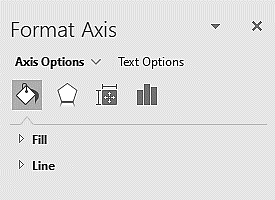 Format Axis
Axis Options Text Options
Fill
Line